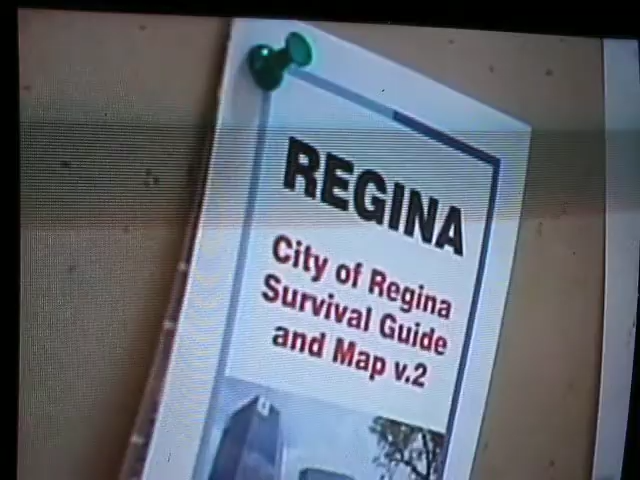 REGINA
City of Regina
Survival Guide
and Map v.2